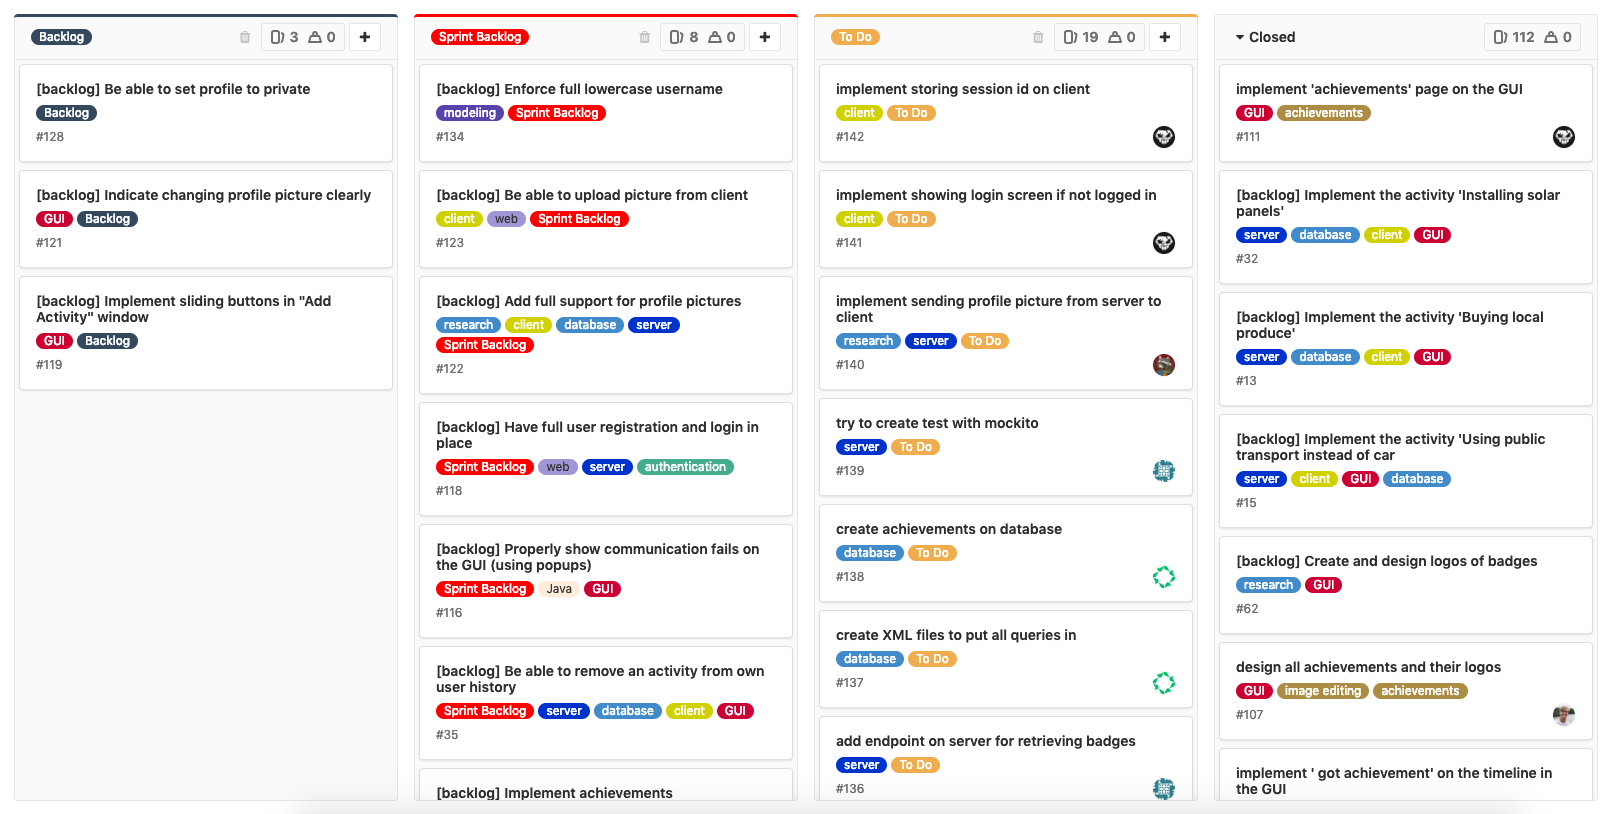 Backlog 3 0
[backlog] Be able to set profile to private
Backlog
#128
[backlog] Indicate changing profile picture clearly
GUI Backlog
#121
[backlog] Implement sliding buttons in "Add
Activity" window
GUI Backlog
#119
Sprint Backlog 8 0
[backlog] Enforce full lowercase username
modeling Sprint Backlog
#134
[backlog] Be able to upload picture from client
client web Sprint Backlog
#123
[backlog] Add full support for profile pictures
research client database server
Sprint Backlog
#122
[backlog] Have full user registration and login in
place
Sprint Backlog web server authentication
#118
[backlog] Properly show communication fails on
the GUI (using popups)
Sprint Backlog Java GUI
#116
[backlog] Be able to remove an activity from own
user history
Sprint Backlog server database client GUI
#35
[backlog] Implement achievements
To Do 19 0
implement storing session id on client
client To Do
#142
implement showing login screen if not logged in
client To Do
#141
implement sending profile picture from server to
client
research server To Do
#140
try to create test with mockito
server To Do
#139
create achievements on database
database To Do
#138
create XML files to put all queries in
database To Do
#137
add endpoint on server for retrieving badges
server To Do
#136
Closed 112 0
implement 'achievements' page on the GUI
GUI achievements
#111
[backlog] Implement the activity 'Installing solar
panels'
server database client GUI
#32
[backlog] Implement the activity 'Buying local
produce'
server database client GUI
#13
[backlog] Implement the activity 'Using public
transport instead of car
server client GUI database
#15
[backlog] Create and design logos of badges
research GUI
#62
design all achievements and their logos
GUI image editing achievements
#107
implement ' got achievement' on the timeline in
the GUI